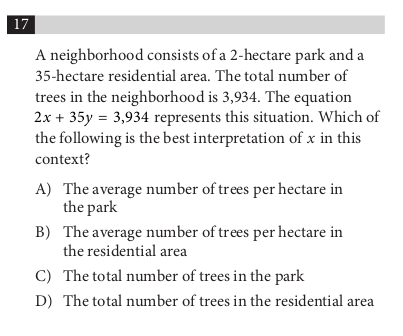 17
A neighborhood consists of a 2-hectare park and a
35-hectare residential area. The total number of
trees in the neighborhood is 3,934. The equation
2x + 35y = 3,934 represents this situation. Which of
the following is the best interpretation of x in this
context?
A) The average number of trees per hectare in
the park
B) The average number of trees per hectare in
the residential area
C) The total number of trees in the park
D) The total number of trees in the residential area